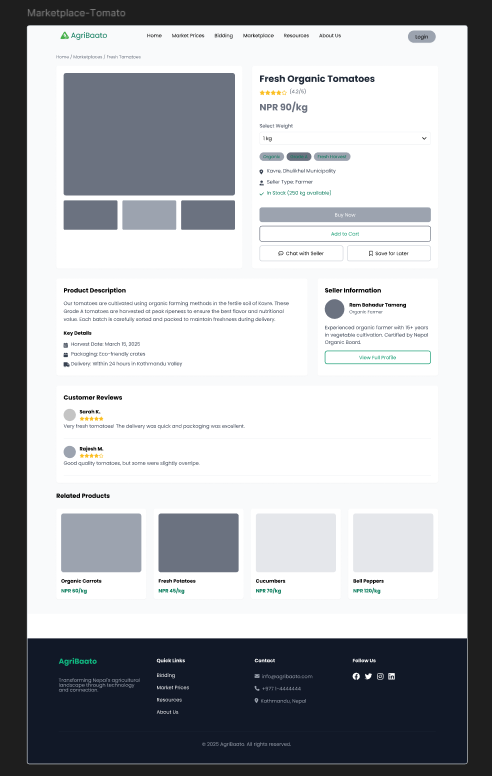 Marketplace-Tomato
AgriBaato
Home Market Prices Bidding Marketplace Resources About Us Login
Home / Marketplaces / Fresh Tomatoes
Fresh Organic Tomatoes
(4.2/5)
NPR 90/kg
Select Weight
1 kg
Organic Fresh Harvest
Kavre, Dhulikhel Municipality
Seller Type: Farmer
In Stock (250 kg available)
Buy Now
Add to Cart
Chat with Seller Save for Later
Product Description
Our tomatoes are cultivated using organic farming methods in the fertile soil of Kavre. These
Grade A tomatoes are harvested at peak ripeness to ensure the best flavor and nutritional
value. Each batch is carefully sorted and packed to maintain freshness during delivery.
Key Details
Harvest Date: March 15, 2025
Packaging: Eco-friendly crates
Delivery: Within 24 hours in Kathmandu Valley
Seller Information
Ram Bahadur Tamang
Organic Farmer
Experienced organic farmer with 15+ years
in vegetable cultivation. Certified by Nepal
Organic Board.
View Full Profile
Customer Reviews
Sarah K.
Very fresh tomatoes! The delivery was quick and packaging was excellent.
Rajesh M.
Good quality tomatoes, but some were slightly overripe.
Related Products
Organic Carrots
NPR 60/kg
Fresh Potatoes
NPR 45/kg
Cucumbers
NPR 70/kg
Bell Peppers
NPR 120/kg
AgriBaato
Transforming Nepal's agricultural
landscape through technology
and connection.
Quick Links
Bidding
Market Prices
Resources
About Us
Contact
info@agribaato.com
+977 1-4444444
Kathmandu, Nepal
Follow Us
© 2025 AgriBaato. All rights reserved.